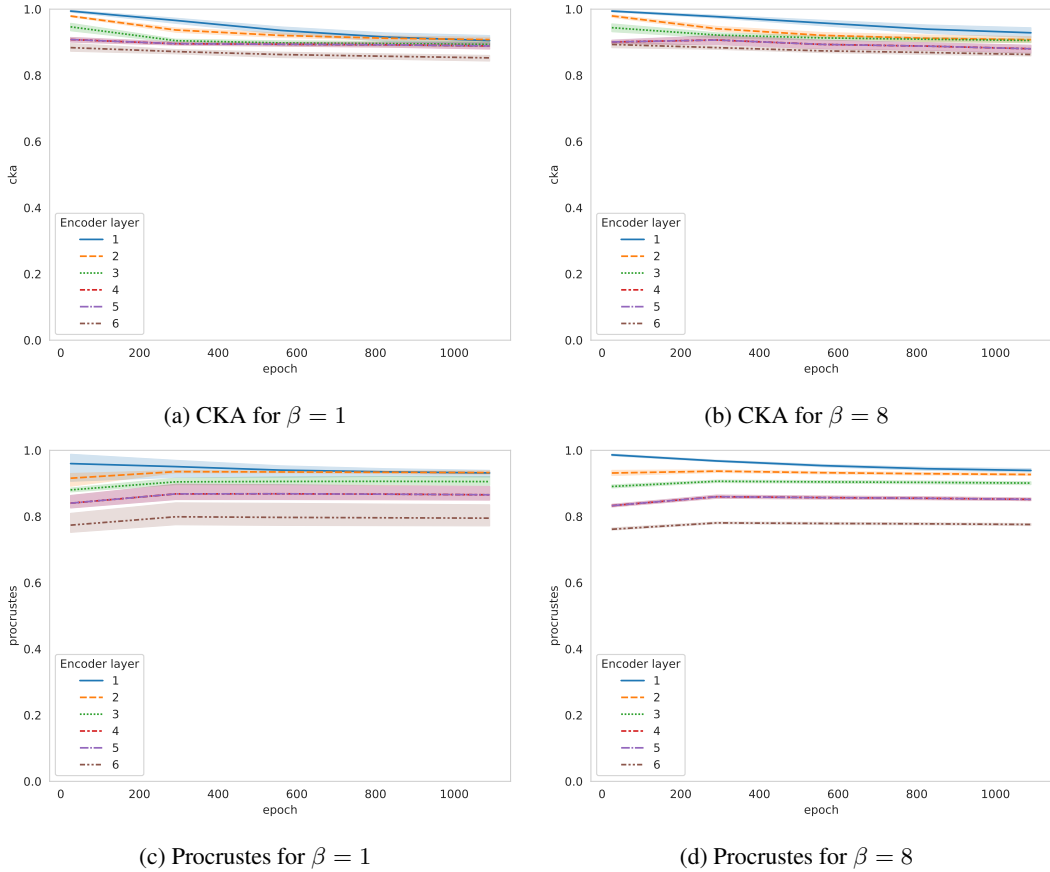 1.0
0.8
0.6
0.4
0.2
0.0
cka
Encoder layer
1
2
3
4
5
6
0 200 400 600 800 1000
epoch
(a) CKA for β = 1
1.0
0.8
0.6
0.4
0.2
0.0
cka
Encoder layer
1
2
3
4
5
6
0 200 400 600 800 1000
epoch
(b) CKA for β = 8
1.0
0.8
0.6
0.4
0.2
0.0
procrustes
Encoder layer
1
2
3
4
5
6
0 200 400 600 800 1000
epoch
(c) Procrustes for β = 1
1.0
0.8
0.6
0.4
0.2
0.0
procrustes
Encoder layer
1
2
3
4
5
6
0 200 400 600 800 1000
epoch
(d) Procrustes for β = 8